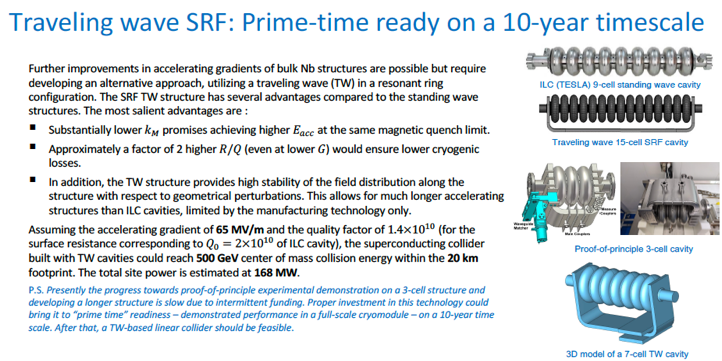 Traveling wave SRF: Prime-time ready on a 10-year timescale
Further improvements in accelerating gradients of bulk Nb structures are possible but require
developing an alternative approach, utilizing a traveling wave (TW) in a resonant ring
configuration. The SRF TW structure has several advantages compared to the standing wave
structures. The most salient advantages are :
▪ Substantially lower k_M promises achieving higher E_acc at the same magnetic quench limit.
▪ Approximately a factor of 2 higher R/Q (even at lower G) would ensure lower cryogenic
losses.
▪ In addition, the TW structure provides high stability of the field distribution along the
structure with respect to geometrical perturbations. This allows for much longer accelerating
structures than ILC cavities, limited by the manufacturing technology only.
Assuming the accelerating gradient of 65 MV/m and the quality factor of 1.4×10¹⁰ (for the
surface resistance corresponding to Q₀ = 2×10¹⁰ of ILC cavity), the superconducting collider
built with TW cavities could reach 500 GeV center of mass collision energy within the 20 km
footprint. The total site power is estimated at 168 MW.
P.S. Presently the progress towards proof-of-principle experimental demonstration on a 3-cell structure and
developing a longer structure is slow due to intermittent funding. Proper investment in this technology could
bring it to "prime time" readiness – demonstrated performance in a full-scale cryomodule – on a 10-year time
scale. After that, a TW-based linear collider should be feasible.
ILC (TESLA) 9-cell standing wave cavity
Traveling wave 15-cell SRF cavity
Measure
Couplers
Waveguide
Matcher
Main Couplers
Proof-of-principle 3-cell cavity
3D model of a 7-cell TW cavity